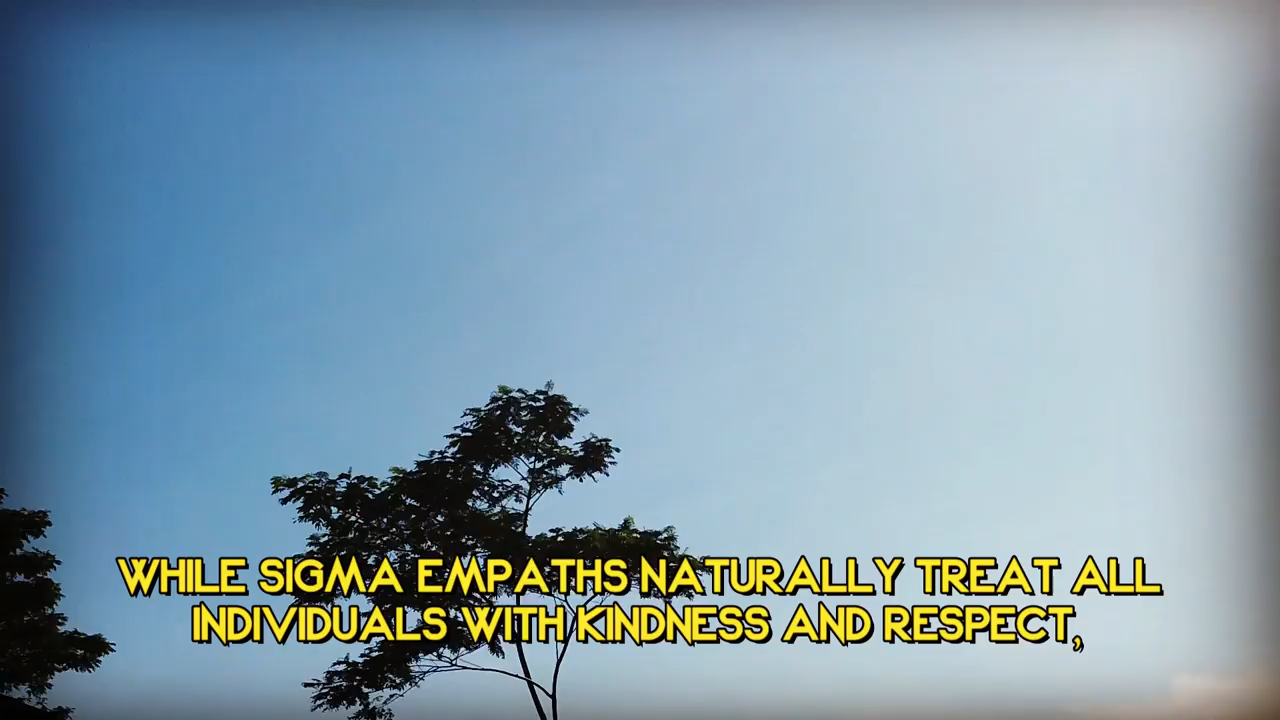 WHILE SIGMA EMPATHS NATURALLY TREAT ALL
INDIVIDUALS WITH KINDNESS AND RESPECT,